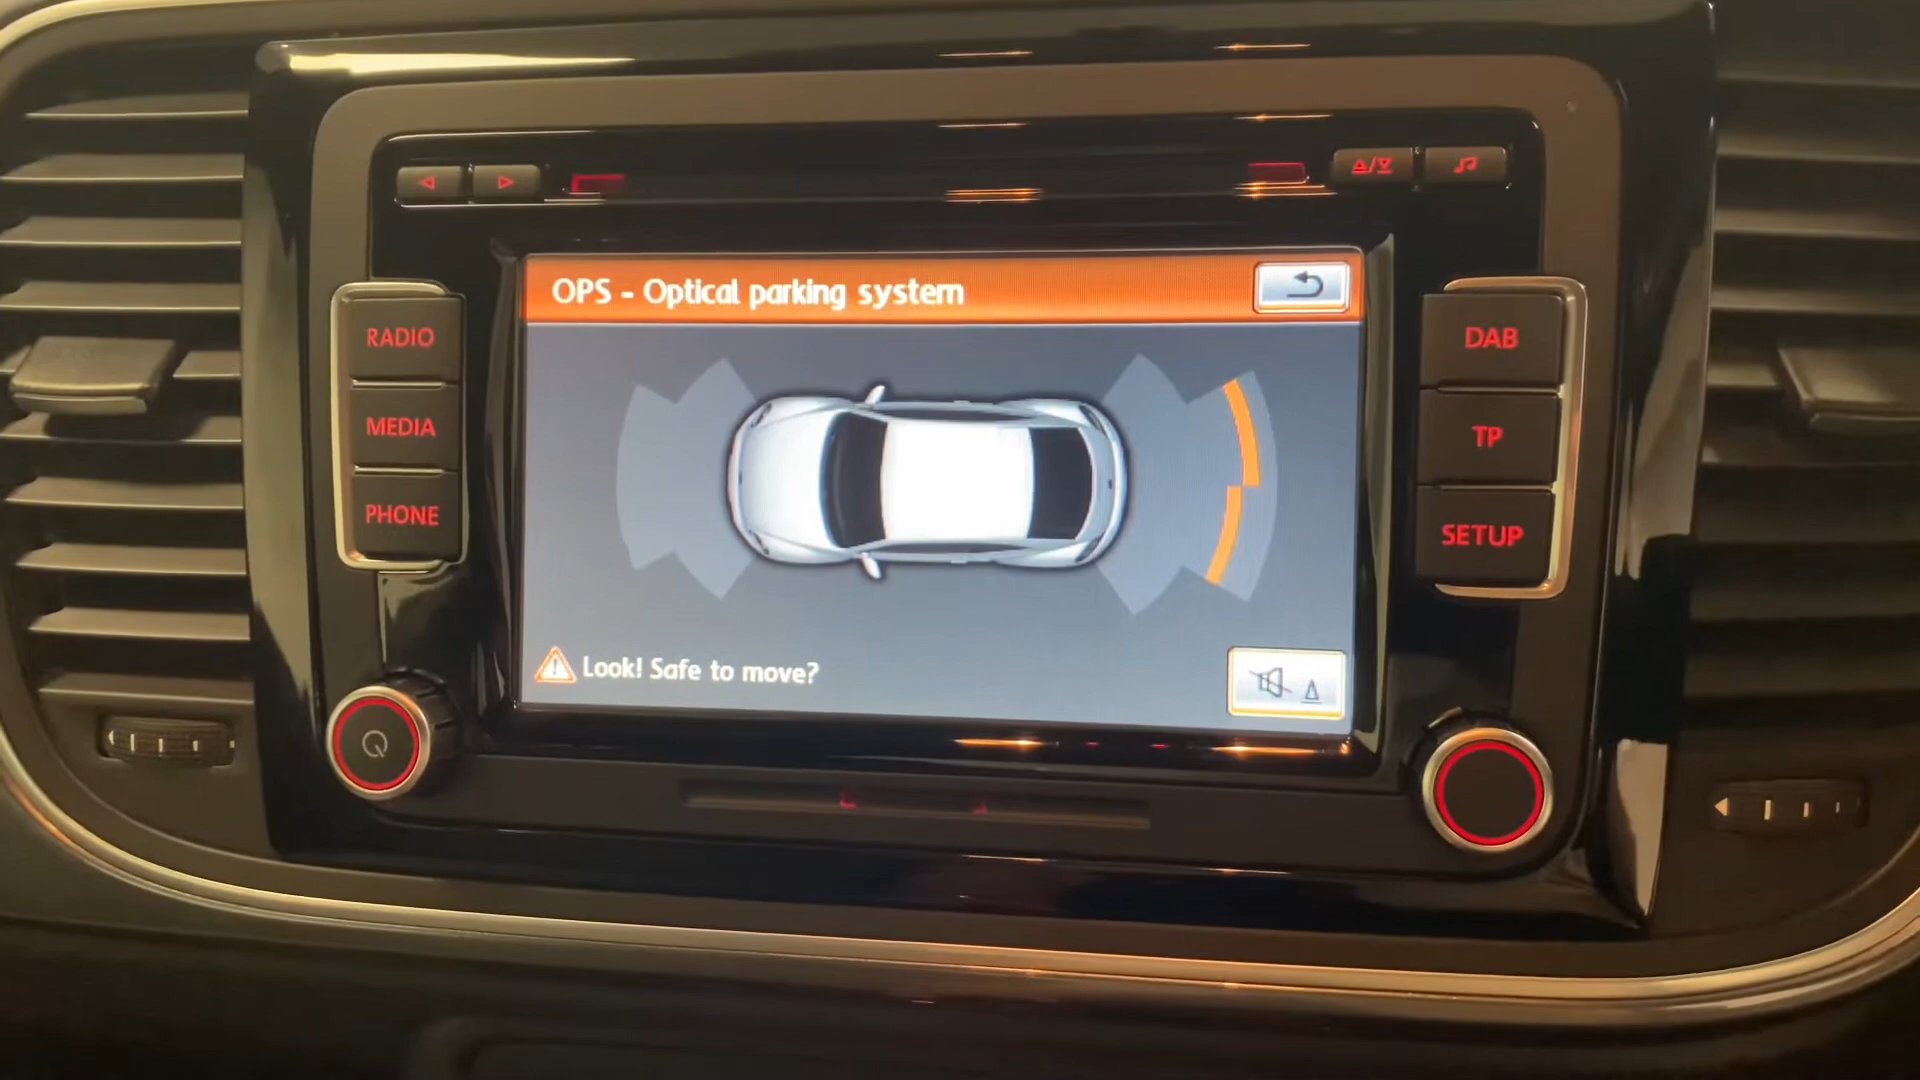 OPS - Optical parking system
RADIO
MEDIA
PHONE
DAB
TP
SETUP
Look! Safe to move?